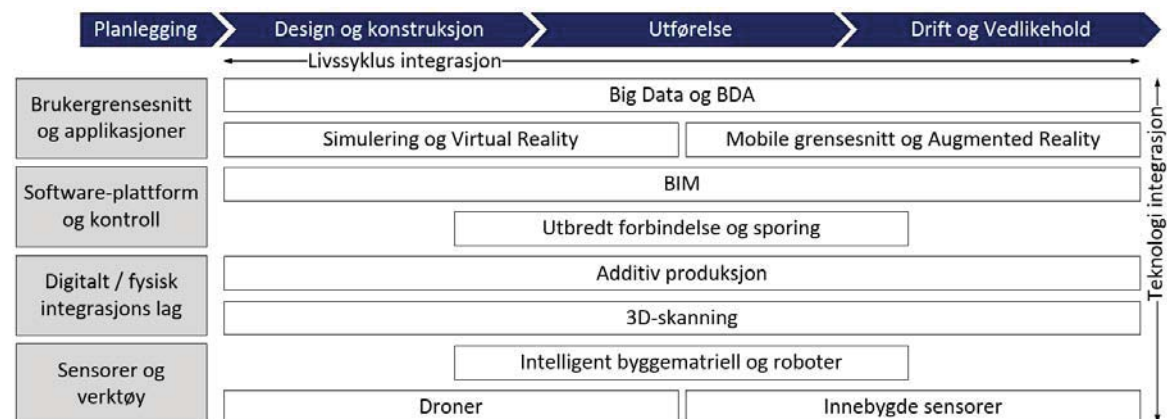 Planlegging
Design og konstruksjon
Utførelse
Drift og Vedlikehold
Livssyklus integrasjon
Brukergrensesnitt
og applikasjoner
Big Data og BDA
Simulering og Virtual Reality
Mobile grensesnitt og Augmented Reality
Software-plattform
og kontroll
BIM
Utbredt forbindelse og sporing
Digitalt / fysisk
integrasjons lag
Additiv produksjon
3D-skanning
Sensorer og
verktøy
Intelligent byggematriell og roboter
Droner
Innebygde sensorer
Teknologi integrasjon